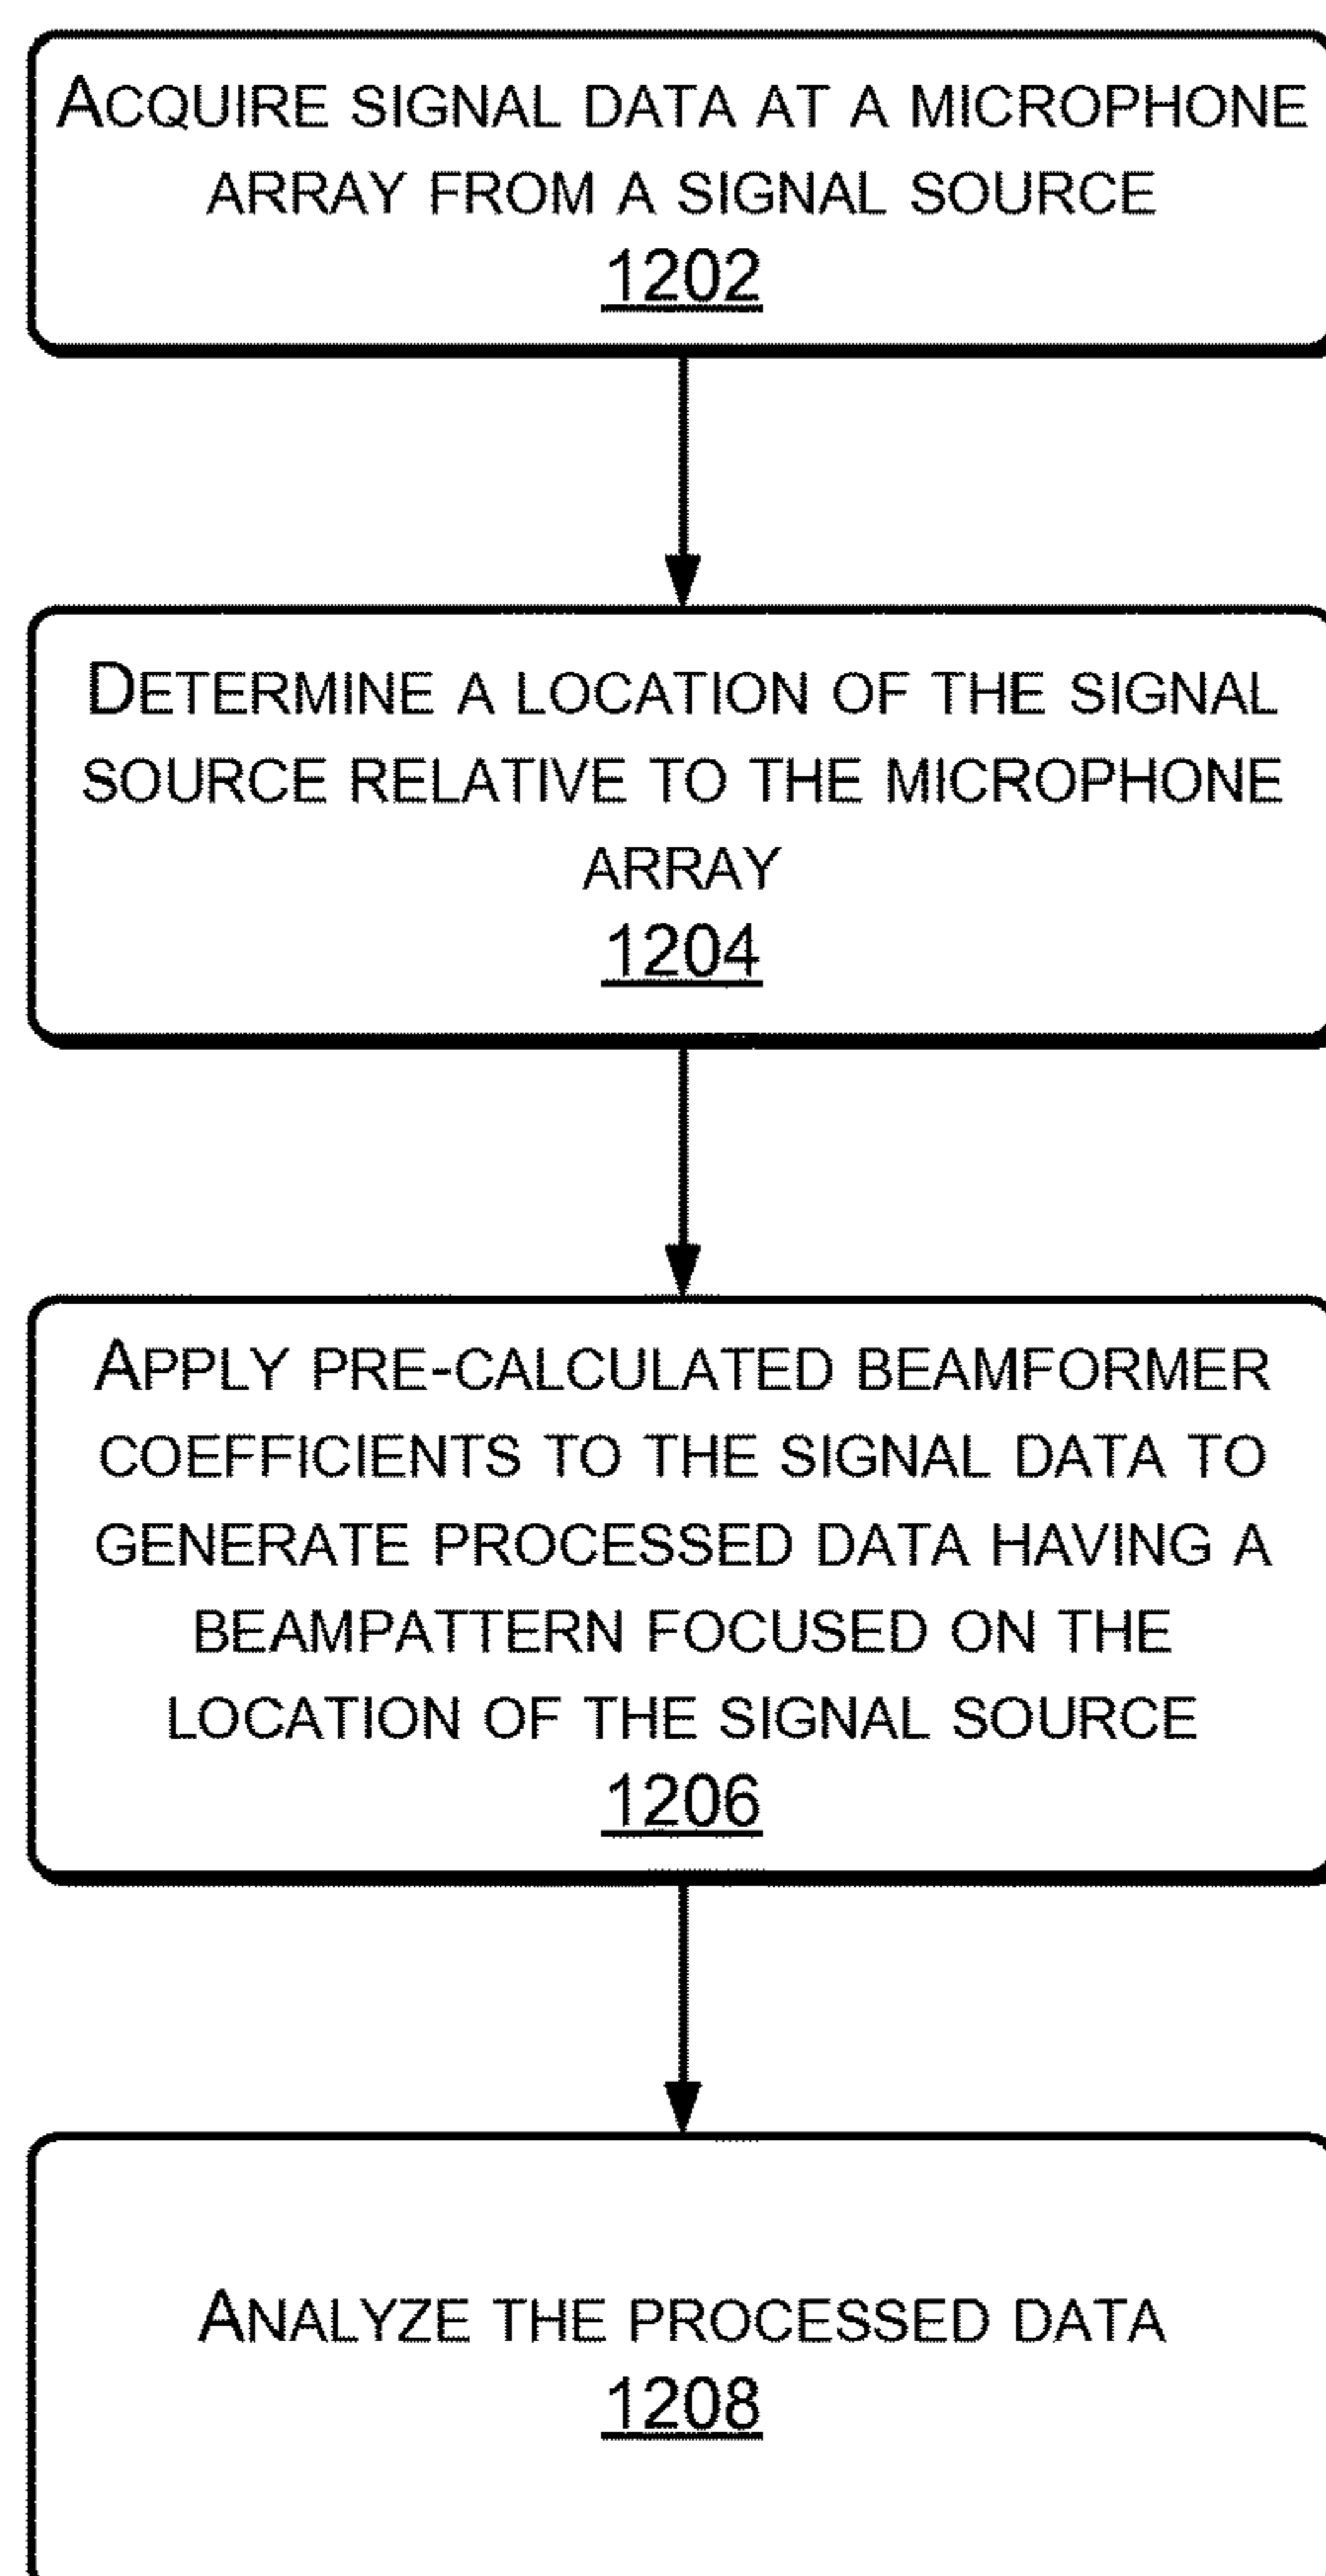 ACQUIRE SIGNAL DATA AT A MICROPHONE
ARRAY FROM A SIGNAL SOURCE
1202
DETERMINE A LOCATION OF THE SIGNAL
SOURCE RELATIVE TO THE MICROPHONE
ARRAY
1204
APPLY PRE-CALCULATED BEAMFORMER
COEFFICIENTS TO THE SIGNAL DATA TO
GENERATE PROCESSED DATA HAVING A
BEAMPATTERN FOCUSED ON THE
LOCATION OF THE SIGNAL SOURCE
1206
ANALYZE THE PROCESSED DATA
1208